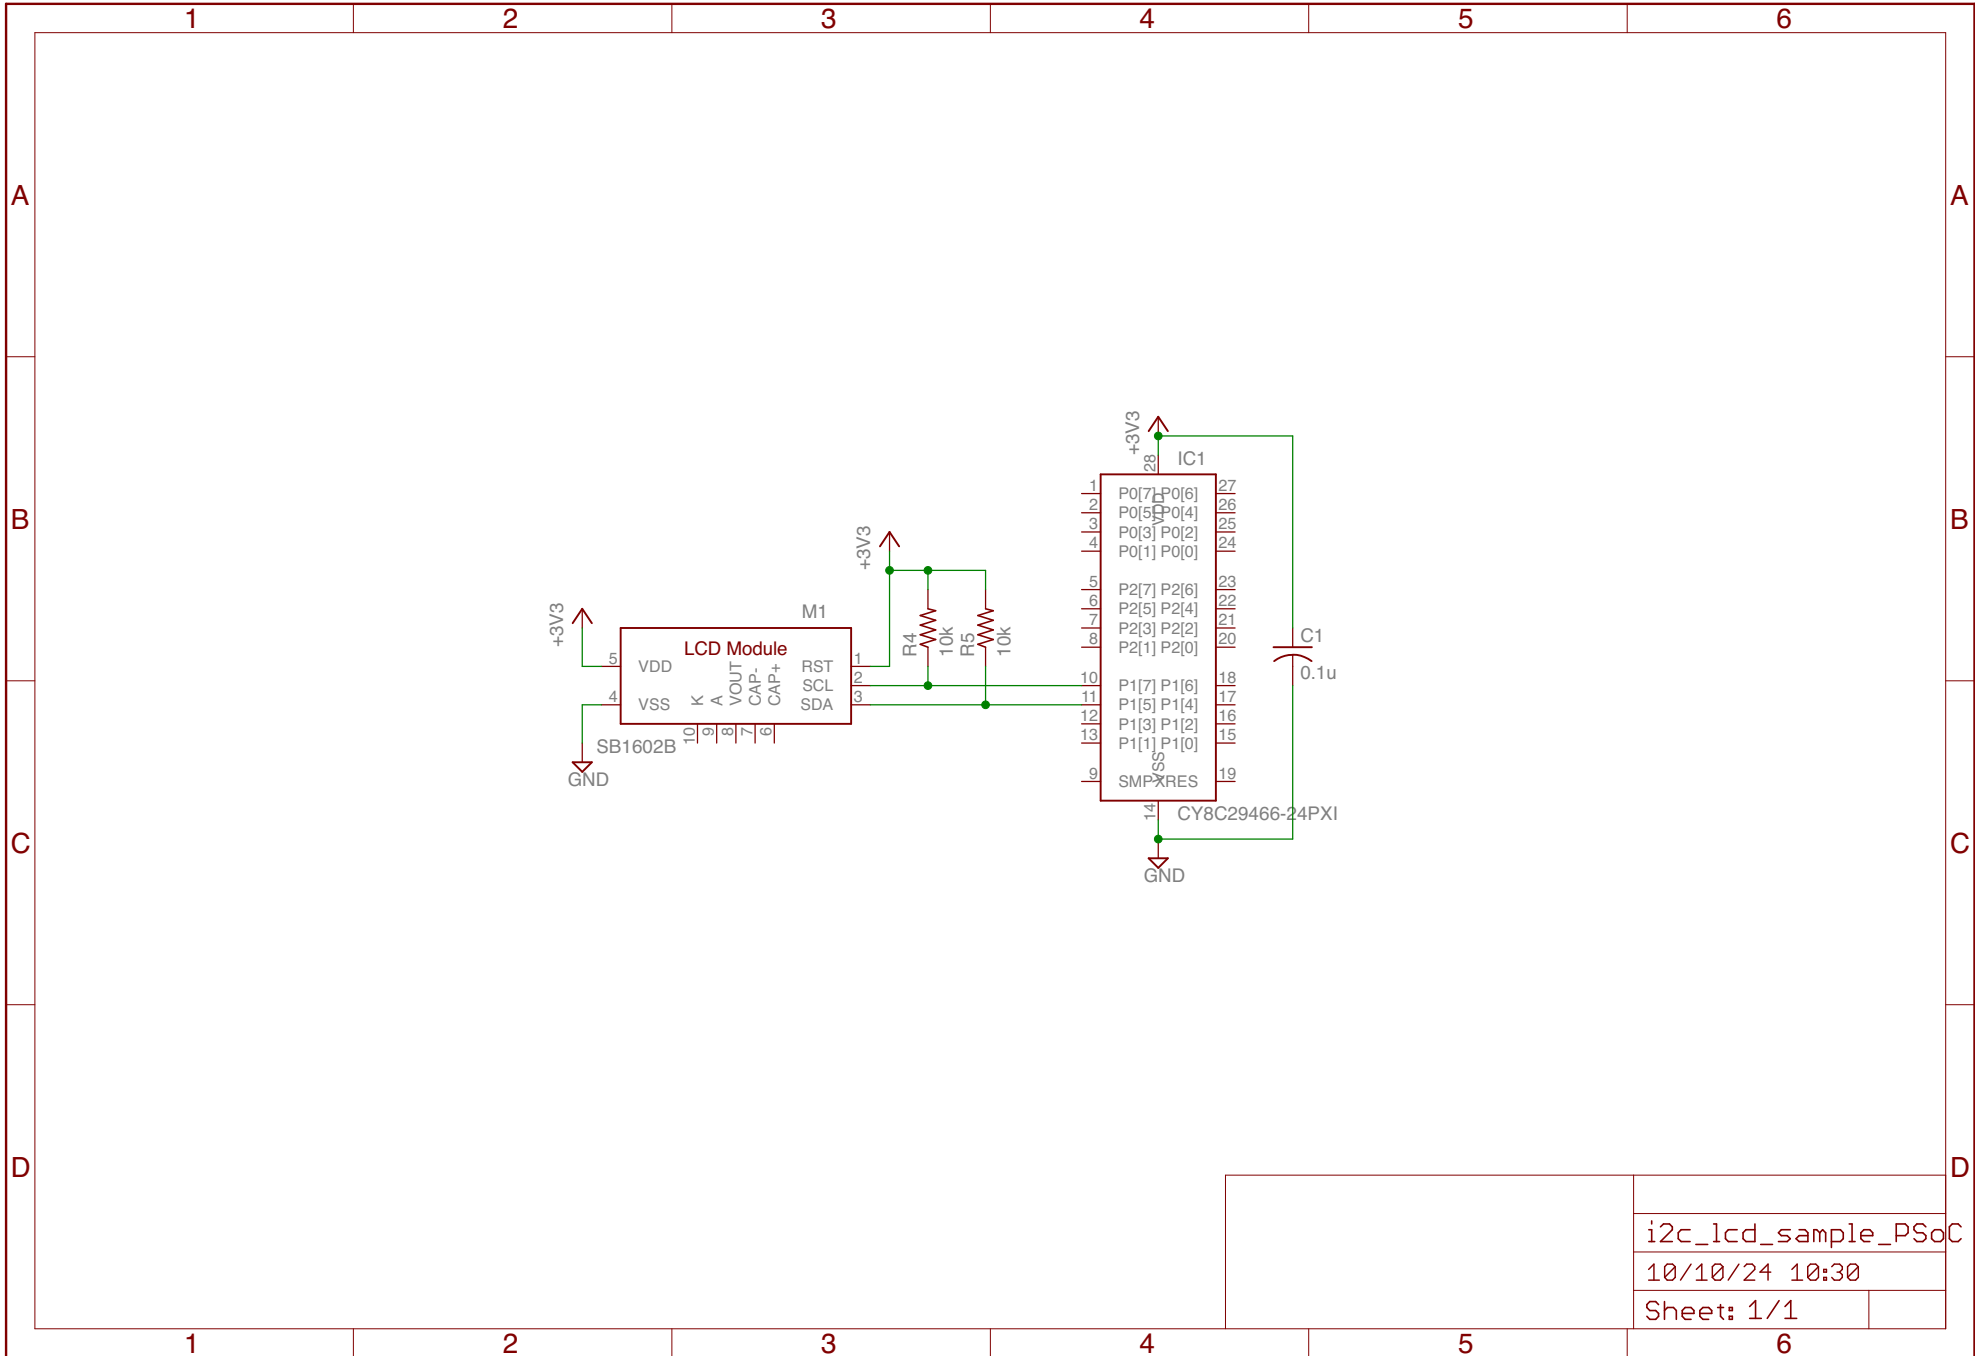 1 2 3 4 5 6
A A
B B
C C
D D
+3V3
+3V3
+3V3
M1
LCD Module
5 VDD
4 VSS
RST 1
SCL 2
SDA 3
K A VOUT CAP- CAP+
10 9 8 7 6
SB1602B
GND
R4 10k
R5 10k
28 IC1
VDD
1 P0[7] P0[6] 27
2 P0[5] P0[4] 26
3 P0[3] P0[2] 25
4 P0[1] P0[0] 24
5 P2[7] P2[6] 23
6 P2[5] P2[4] 22
7 P2[3] P2[2] 21
8 P2[1] P2[0] 20
10 P1[7] P1[6] 18
11 P1[5] P1[4] 17
12 P1[3] P1[2] 16
13 P1[1] P1[0] 15
VSS
9 SMP XRES 19
14 CY8C29466-24PXI
GND
C1
0.1u
i2c_lcd_sample_PSoC
10/10/24 10:30
Sheet: 1/1
1 2 3 4 5 6